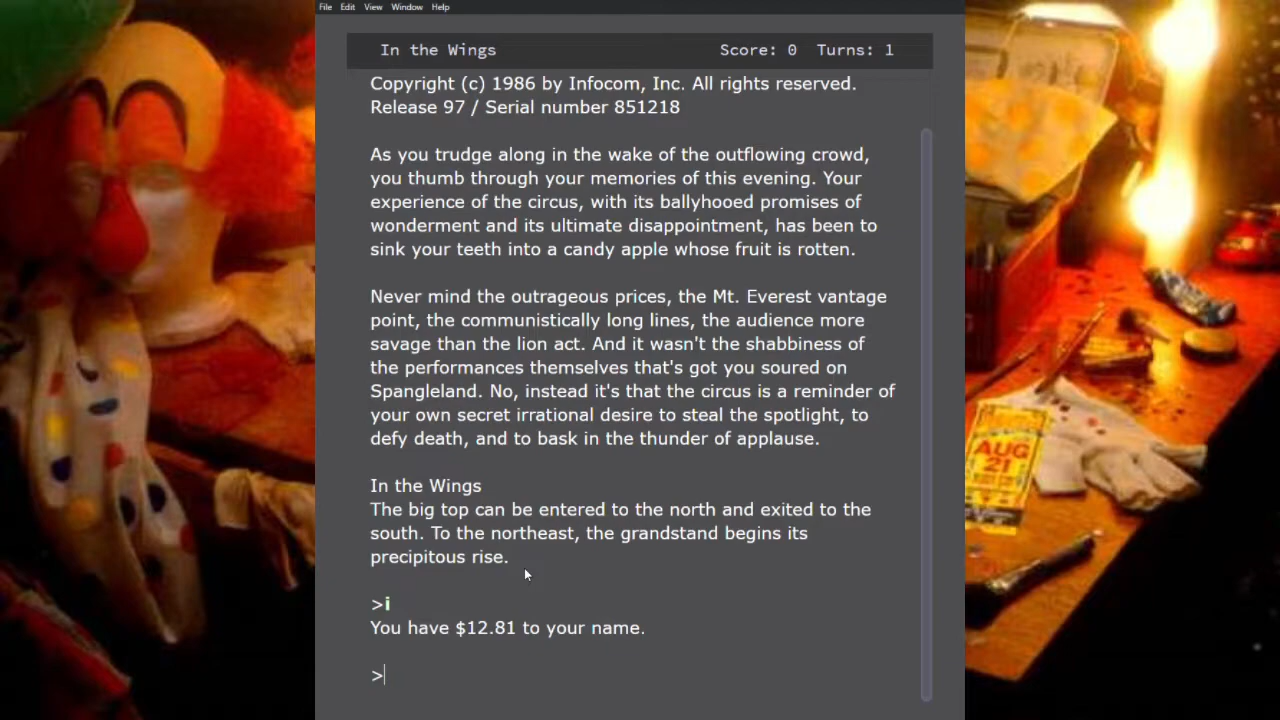 File Edit View Window Help
In the Wings Score: 0 Turns: 1
Copyright (c) 1986 by Infocom, Inc. All rights reserved.
Release 97 / Serial number 851218
As you trudge along in the wake of the outflowing crowd,
you thumb through your memories of this evening. Your
experience of the circus, with its ballyhooed promises of
wonderment and its ultimate disappointment, has been to
sink your teeth into a candy apple whose fruit is rotten.
Never mind the outrageous prices, the Mt. Everest vantage
point, the communistically long lines, the audience more
savage than the lion act. And it wasn't the shabbiness of
the performances themselves that's got you soured on
Spangleland. No, instead it's that the circus is a reminder of
your own secret irrational desire to steal the spotlight, to
defy death, and to bask in the thunder of applause.
In the Wings
The big top can be entered to the north and exited to the
south. To the northeast, the grandstand begins its
precipitous rise.
>i
You have $12.81 to your name.
>
AUG
21